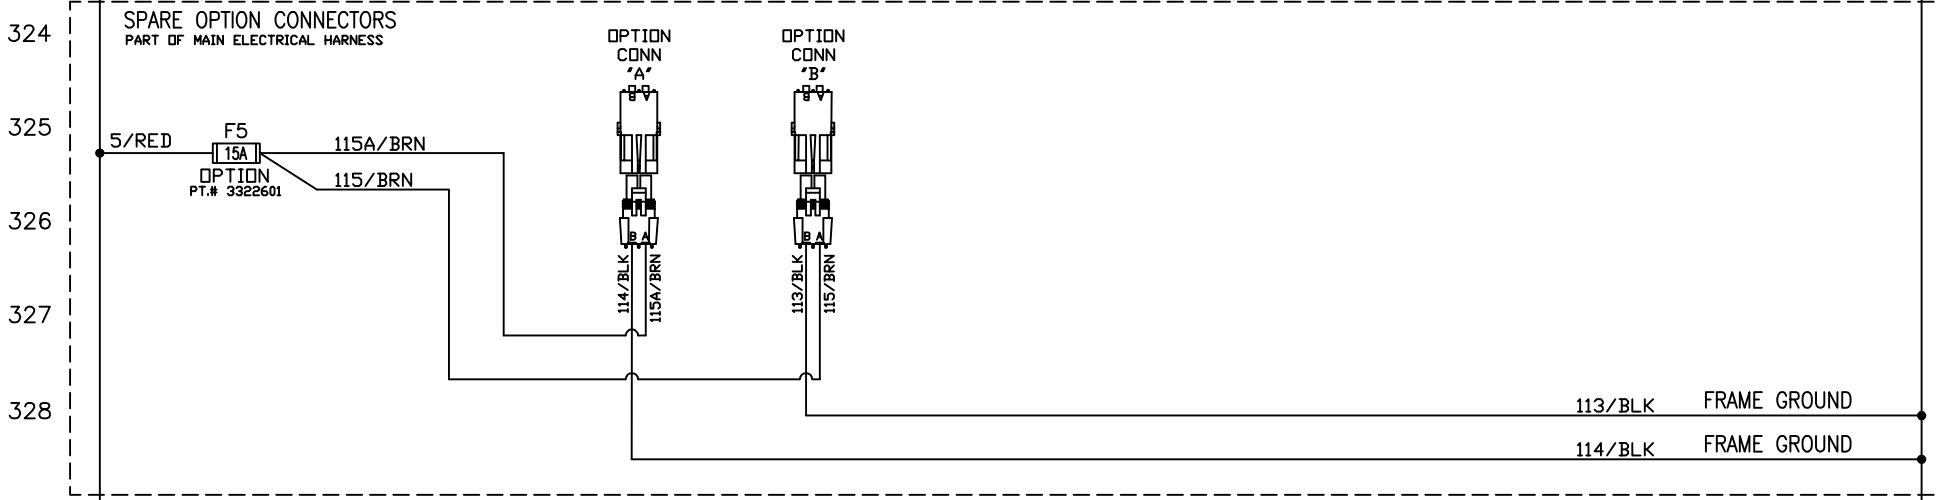 SPARE OPTION CONNECTORS
PART OF MAIN ELECTRICAL HARNESS
324
OPTION
CONN
"A"
OPTION
CONN
"B"
B A
B A
325
5/RED
F5
15A
OPTION
PT.# 3322601
115A/BRN
115/BRN
326
B A
B A
114/BLK
115A/BRN
113/BLK
115/BRN
327
328
113/BLK FRAME GROUND
114/BLK FRAME GROUND